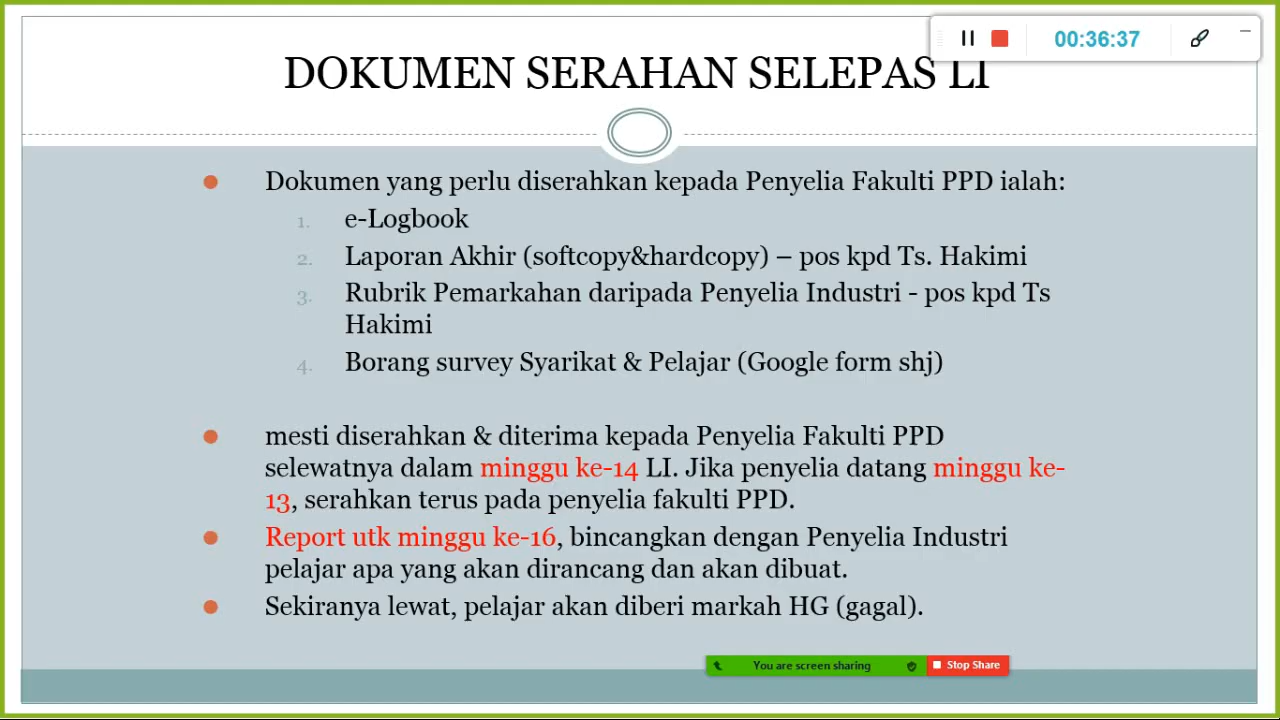 00:36:37
DOKUMEN SERAHAN SELEPAS LI
Dokumen yang perlu diserahkan kepada Penyelia Fakulti PPD ialah:
1. e-Logbook
2. Laporan Akhir (softcopy&hardcopy) – pos kpd Ts. Hakimi
3. Rubrik Pemarkahan daripada Penyelia Industri - pos kpd Ts
Hakimi
4. Borang survey Syarikat & Pelajar (Google form shj)
mesti diserahkan & diterima kepada Penyelia Fakulti PPD
selewatnya dalam minggu ke-14 LI. Jika penyelia datang minggu ke-
13, serahkan terus pada penyelia fakulti PPD.
Report utk minggu ke-16, bincangkan dengan Penyelia Industri
pelajar apa yang akan dirancang dan akan dibuat.
Sekiranya lewat, pelajar akan diberi markah HG (gagal).
You are screen sharing Stop Share